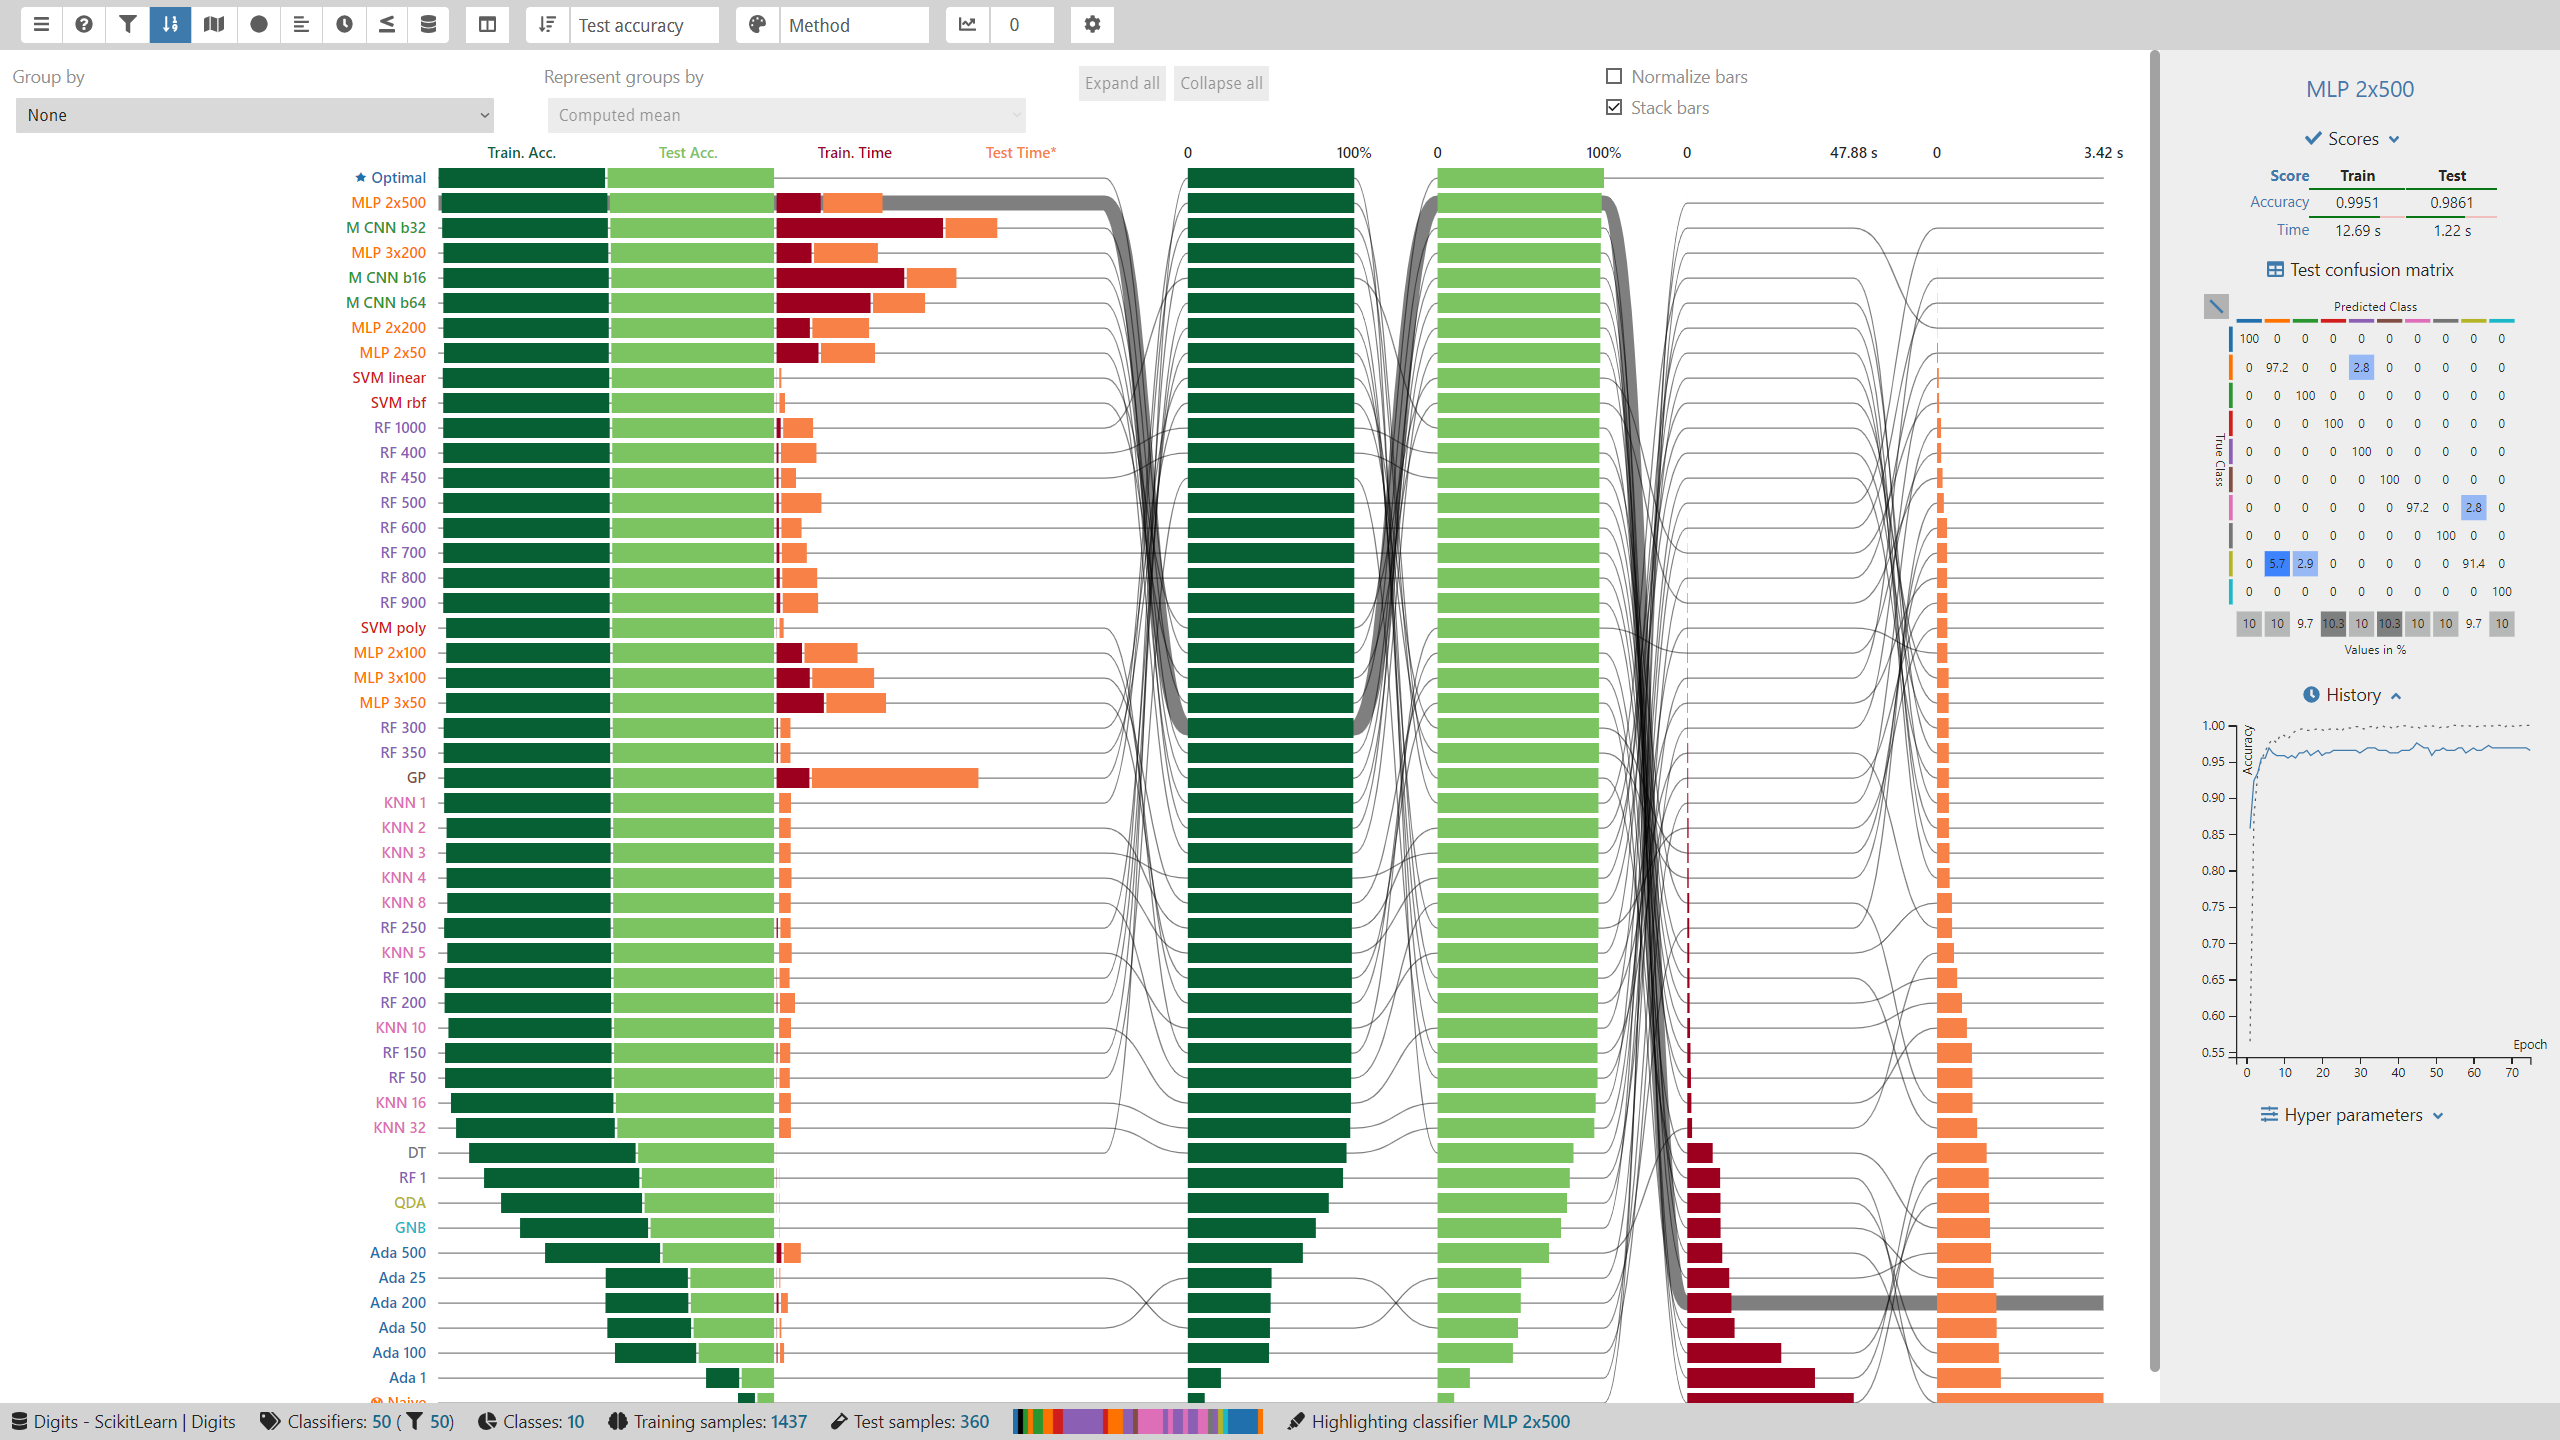 Test accuracy
Method
0
Group by
Represent groups by
Expand all
Collapse all
Normalize bars
Stack bars
None
Computed mean
Train. Acc.
Test Acc.
Train. Time
Test Time*
0
100%
0
100%
0
47.88 s
0
3.42 s
Optimal
MLP 2x500
M CNN b32
MLP 3x200
M CNN b16
M CNN b64
MLP 2x200
MLP 2x50
SVM linear
SVM rbf
RF 1000
RF 400
RF 450
RF 500
RF 600
RF 700
RF 800
RF 900
SVM poly
MLP 2x100
MLP 3x100
MLP 3x50
RF 300
RF 350
GP
KNN 1
KNN 2
KNN 3
KNN 4
KNN 8
RF 250
KNN 5
RF 100
RF 200
KNN 10
RF 150
RF 50
KNN 16
KNN 32
DT
RF 1
QDA
GNB
Ada 500
Ada 25
Ada 200
Ada 50
Ada 100
Ada 1
Naive
MLP 2x500
Scores
Score Train Test
Accuracy 0.9951 0.9861
Time 12.69 s 1.22 s
Test confusion matrix
Predicted Class
True Class
100 0 0 0 0 0 0 0 0 0
0 97.2 0 0 2.8 0 0 0 0 0
0 0 100 0 0 0 0 0 0 0
0 0 0 100 0 0 0 0 0 0
0 0 0 0 100 0 0 0 0 0
0 0 0 0 0 100 0 0 0 0
0 0 0 0 0 0 97.2 0 2.8 0
0 0 0 0 0 0 0 100 0 0
0 5.7 2.9 0 0 0 0 0 91.4 0
0 0 0 0 0 0 0 0 0 100
10 10 9.7 10.3 10 10.3 10 10 9.7 10
Values in %
History
Accuracy
1.00
0.95
0.90
0.85
0.80
0.75
0.70
0.65
0.60
0.55
Epoch
0 10 20 30 40 50 60 70
Hyper parameters
Digits - ScikitLearn | Digits
Classifiers: 50 ( 50)
Classes: 10
Training samples: 1437
Test samples: 360
Highlighting classifier MLP 2x500